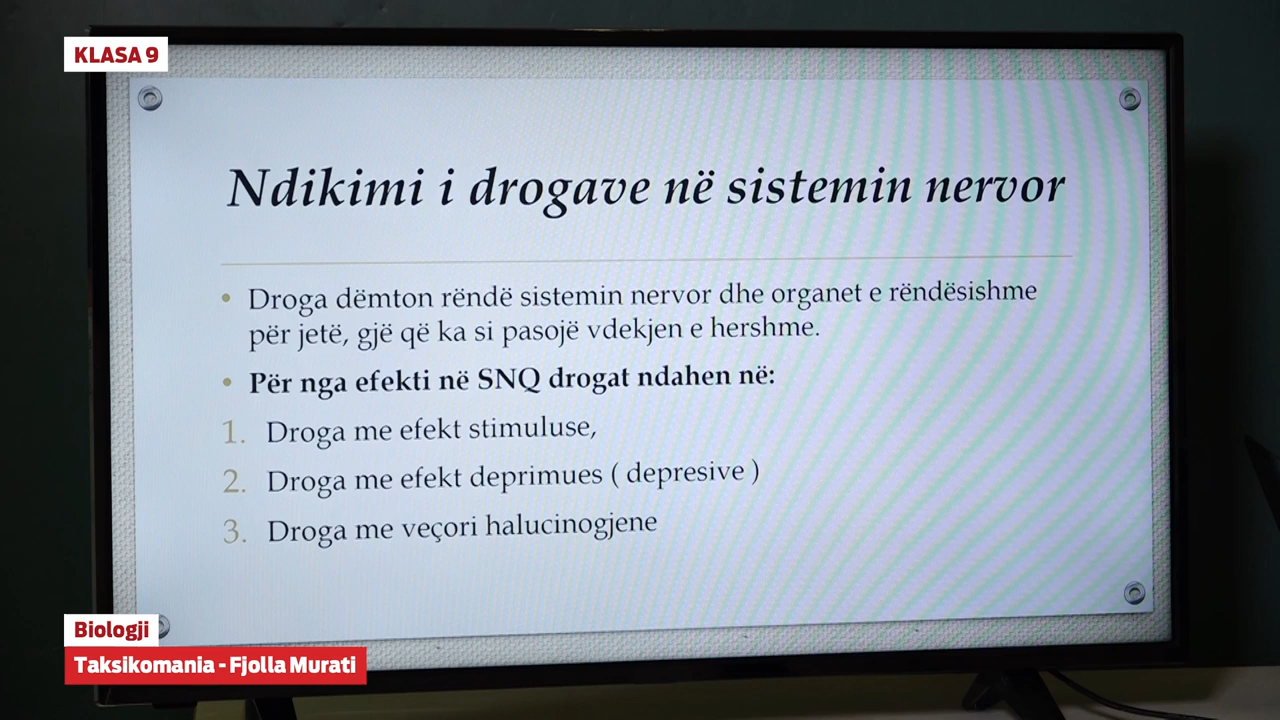 KLASA 9
Ndikimi i drogave në sistemin nervor
• Droga dëmton rëndë sistemin nervor dhe organet e rëndësishme
për jetë, gjë që ka si pasojë vdekjen e hershme.
• Për nga efekti në SNQ drogat ndahen në:
1. Droga me efekt stimuluse,
2. Droga me efekt deprimues ( depresive )
3. Droga me veçori halucinogjene
Biologji
Taksikomania - Fjolla Murati